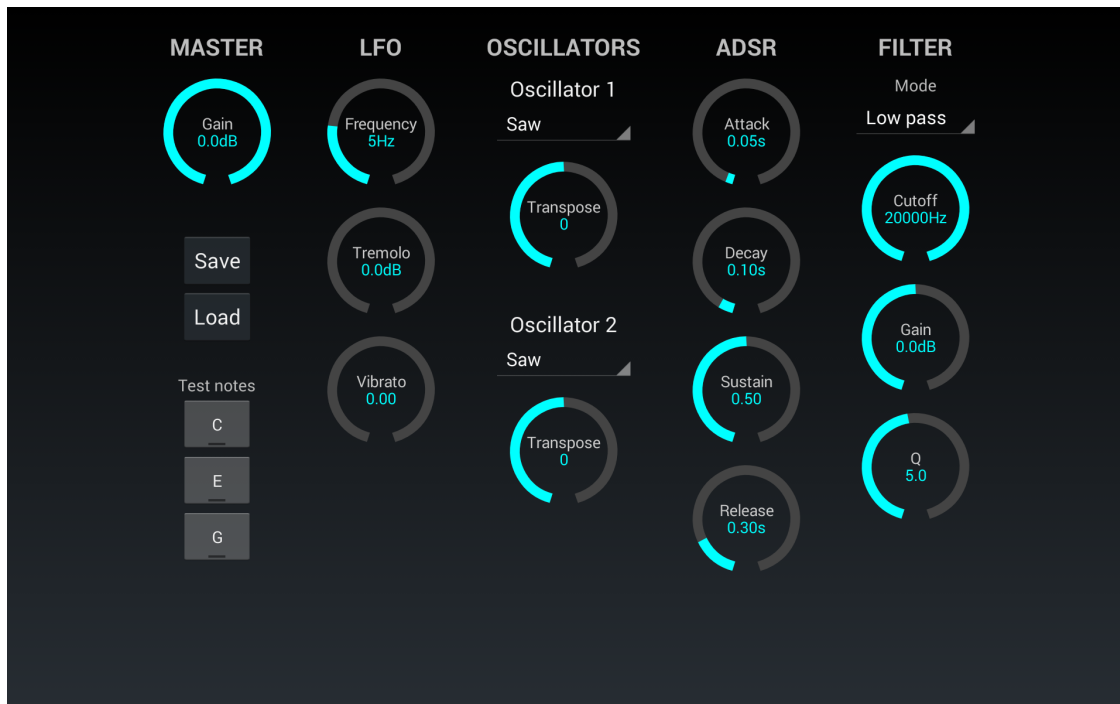 MASTER
Gain
0.0dB
Save
Load
Test notes
C
E
G
LFO
Frequency
5Hz
Tremolo
0.0dB
Vibrato
0.00
OSCILLATORS
Oscillator 1
Saw
Transpose
0
Oscillator 2
Saw
Transpose
0
ADSR
Attack
0.05s
Decay
0.10s
Sustain
0.50
Release
0.30s
FILTER
Mode
Low pass
Cutoff
20000Hz
Gain
0.0dB
Q
5.0